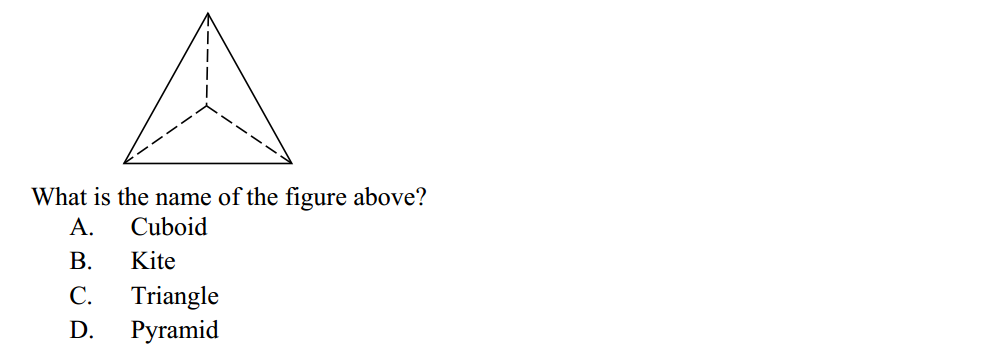 What is the name of the figure above?
A. Cuboid
B. Kite
C. Triangle
D. Pyramid